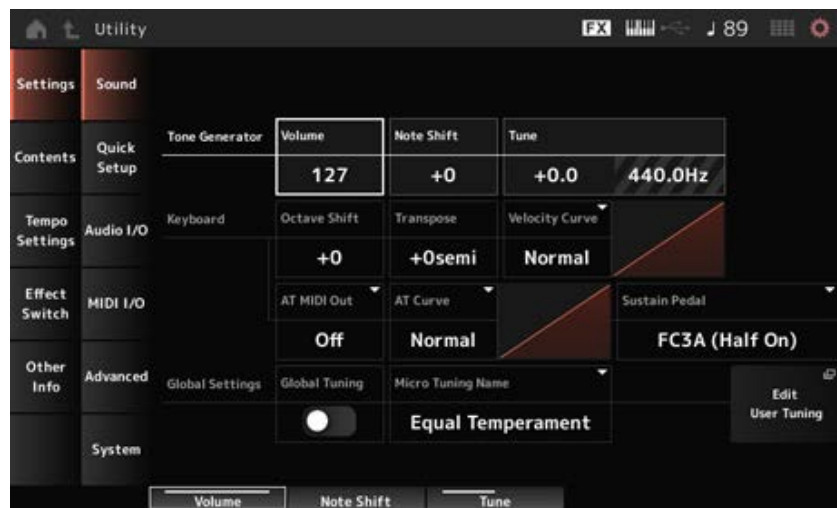 Utility
FX
♩ 89
Settings
Sound
Contents
Quick
Setup
Tone Generator
Volume
Note Shift
Tune
127
+0
+0.0
440.0Hz
Tempo
Settings
Audio I/O
Keyboard
Octave Shift
Transpose
Velocity Curve
+0
+0semi
Normal
Effect
Switch
MIDI I/O
AT MIDI Out
AT Curve
Sustain Pedal
Off
Normal
FC3A (Half On)
Other
Info
Advanced
Global Settings
Global Tuning
Micro Tuning Name
Equal Temperament
Edit
User Tuning
System
Volume
Note Shift
Tune